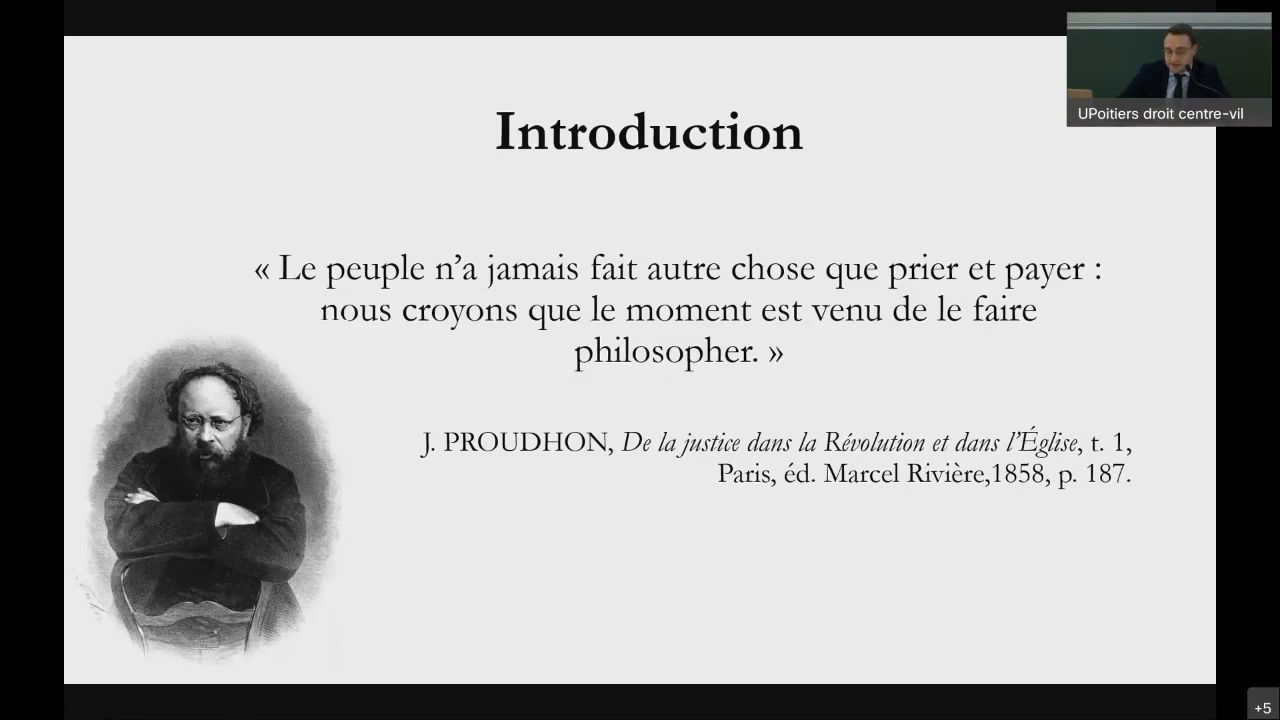 Introduction
« Le peuple n’a jamais fait autre chose que prier et payer :
nous croyons que le moment est venu de le faire
philosopher. »
J. PROUDHON, De la justice dans la Révolution et dans l’Église, t. 1,
Paris, éd. Marcel Rivière,1858, p. 187.
UPoitiers droit centre-vil
+5